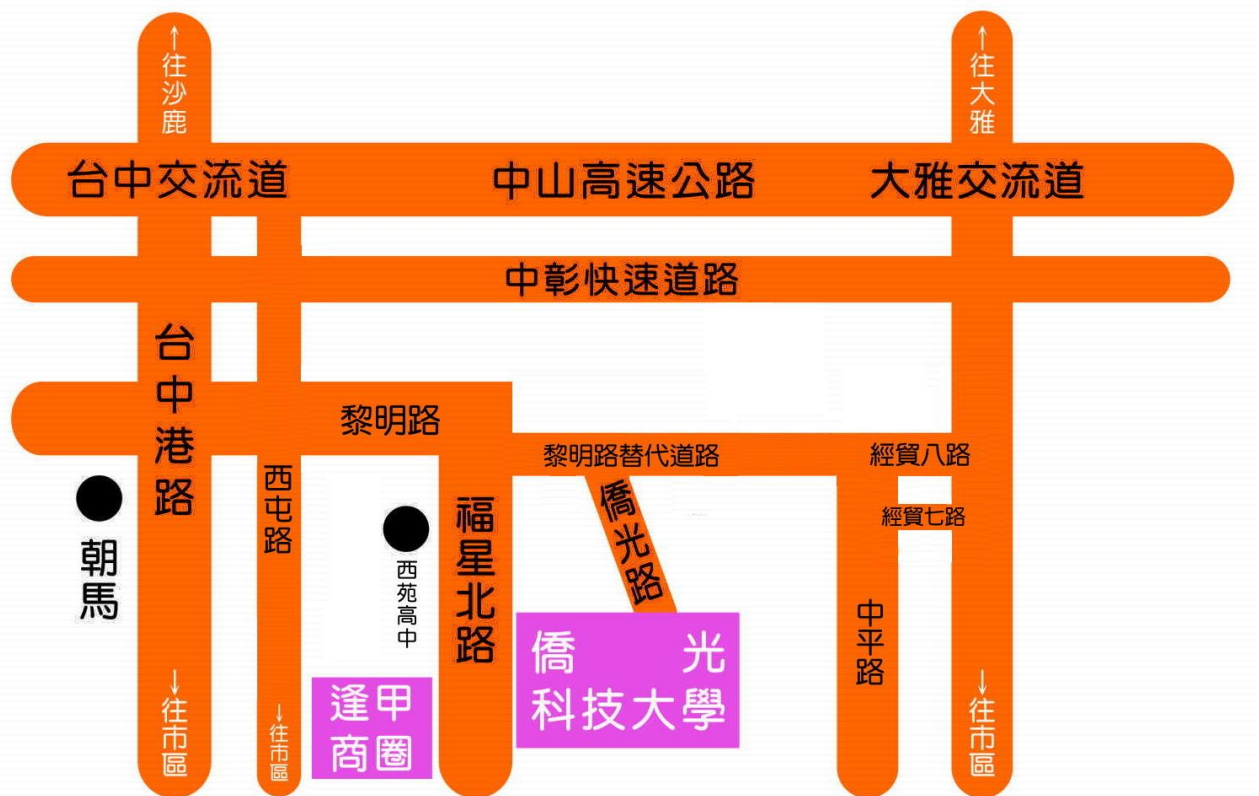 ↑往沙鹿
↑往大雅
台中交流道
中山高速公路
大雅交流道
中彰快速道路
台中港路
黎明路
黎明路替代道路
經貿八路
經貿七路
西屯路
福星北路
僑光路
朝馬
西苑高中
中平路
僑光
科技大學
逢甲
商圈
↓往市區
↓往市區
↓往市區